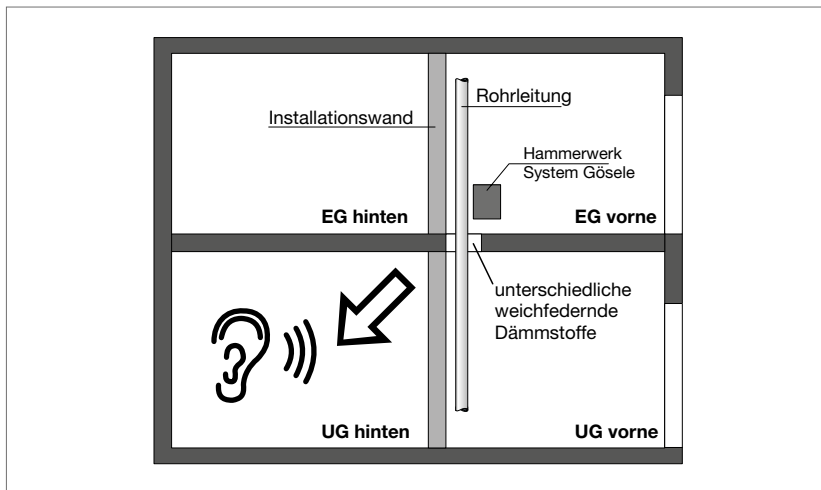 Installationswand
Rohrleitung
Hammerwerk
System Gösele
EG hinten
EG vorne
unterschiedliche
weichfedernde
Dämmstoffe
UG hinten
UG vorne